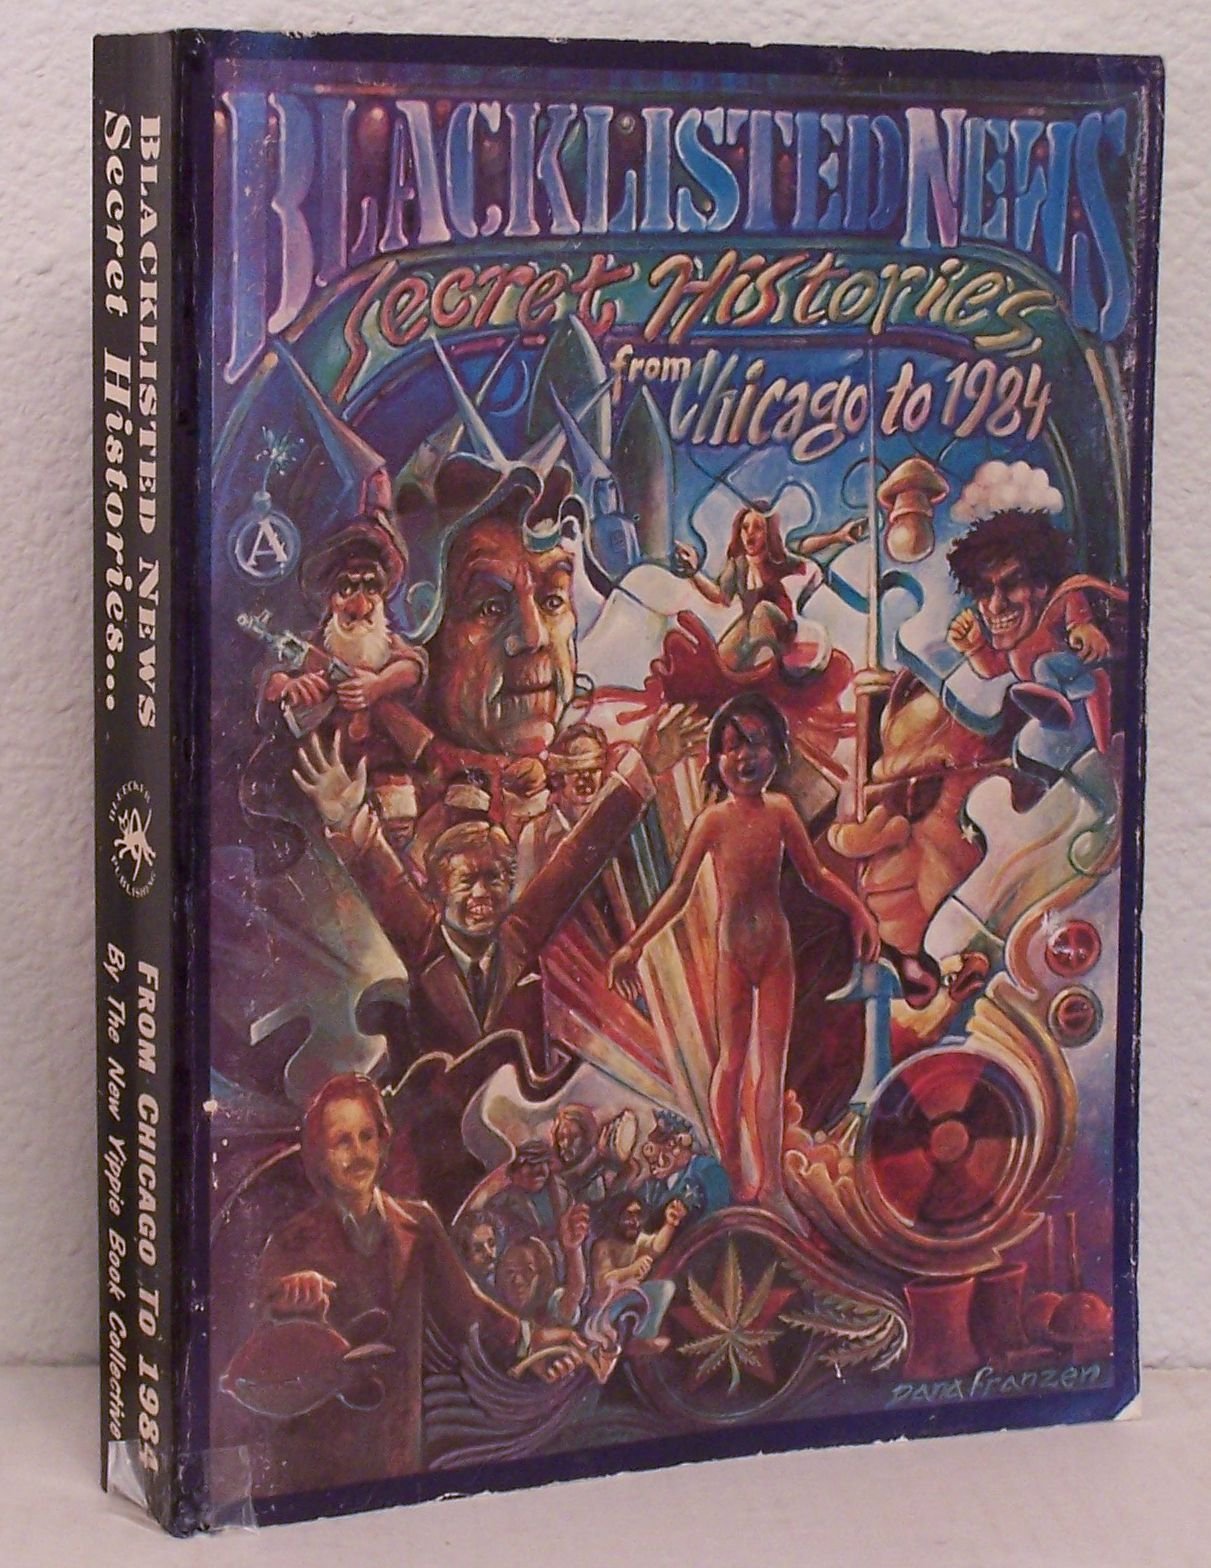 BLACKLISTED NEWS
Secret Histories
from Chicago to 1984
A
DARA Franzen
BLACKLISTED NEWS
Secret Histories...
FROM CHICAGO TO 1984
By The New Yippie Book Collective